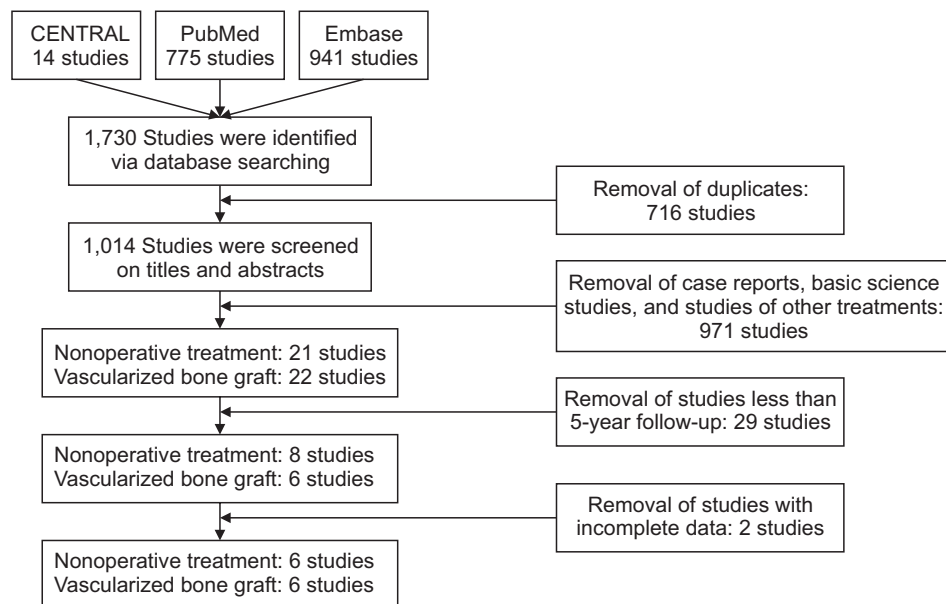 CENTRAL
14 studies
PubMed
775 studies
Embase
941 studies
1,730 Studies were identified
via database searching
Removal of duplicates:
716 studies
1,014 Studies were screened
on titles and abstracts
Removal of case reports, basic science
studies, and studies of other treatments:
971 studies
Nonoperative treatment: 21 studies
Vascularized bone graft: 22 studies
Removal of studies less than
5-year follow-up: 29 studies
Nonoperative treatment: 8 studies
Vascularized bone graft: 6 studies
Removal of studies with
incomplete data: 2 studies
Nonoperative treatment: 6 studies
Vascularized bone graft: 6 studies